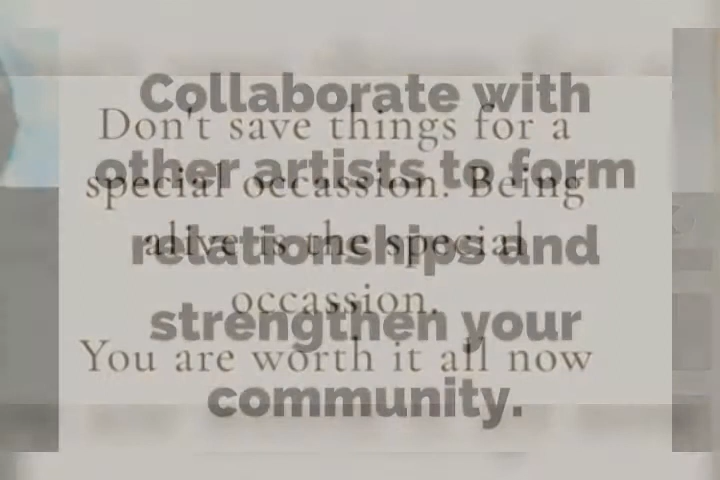 Collaborate with
other artists to form
relationships and
strengthen your
community.
Don't save things for a
special occassion. Being
alive is the special
occassion.
You are worth it all now